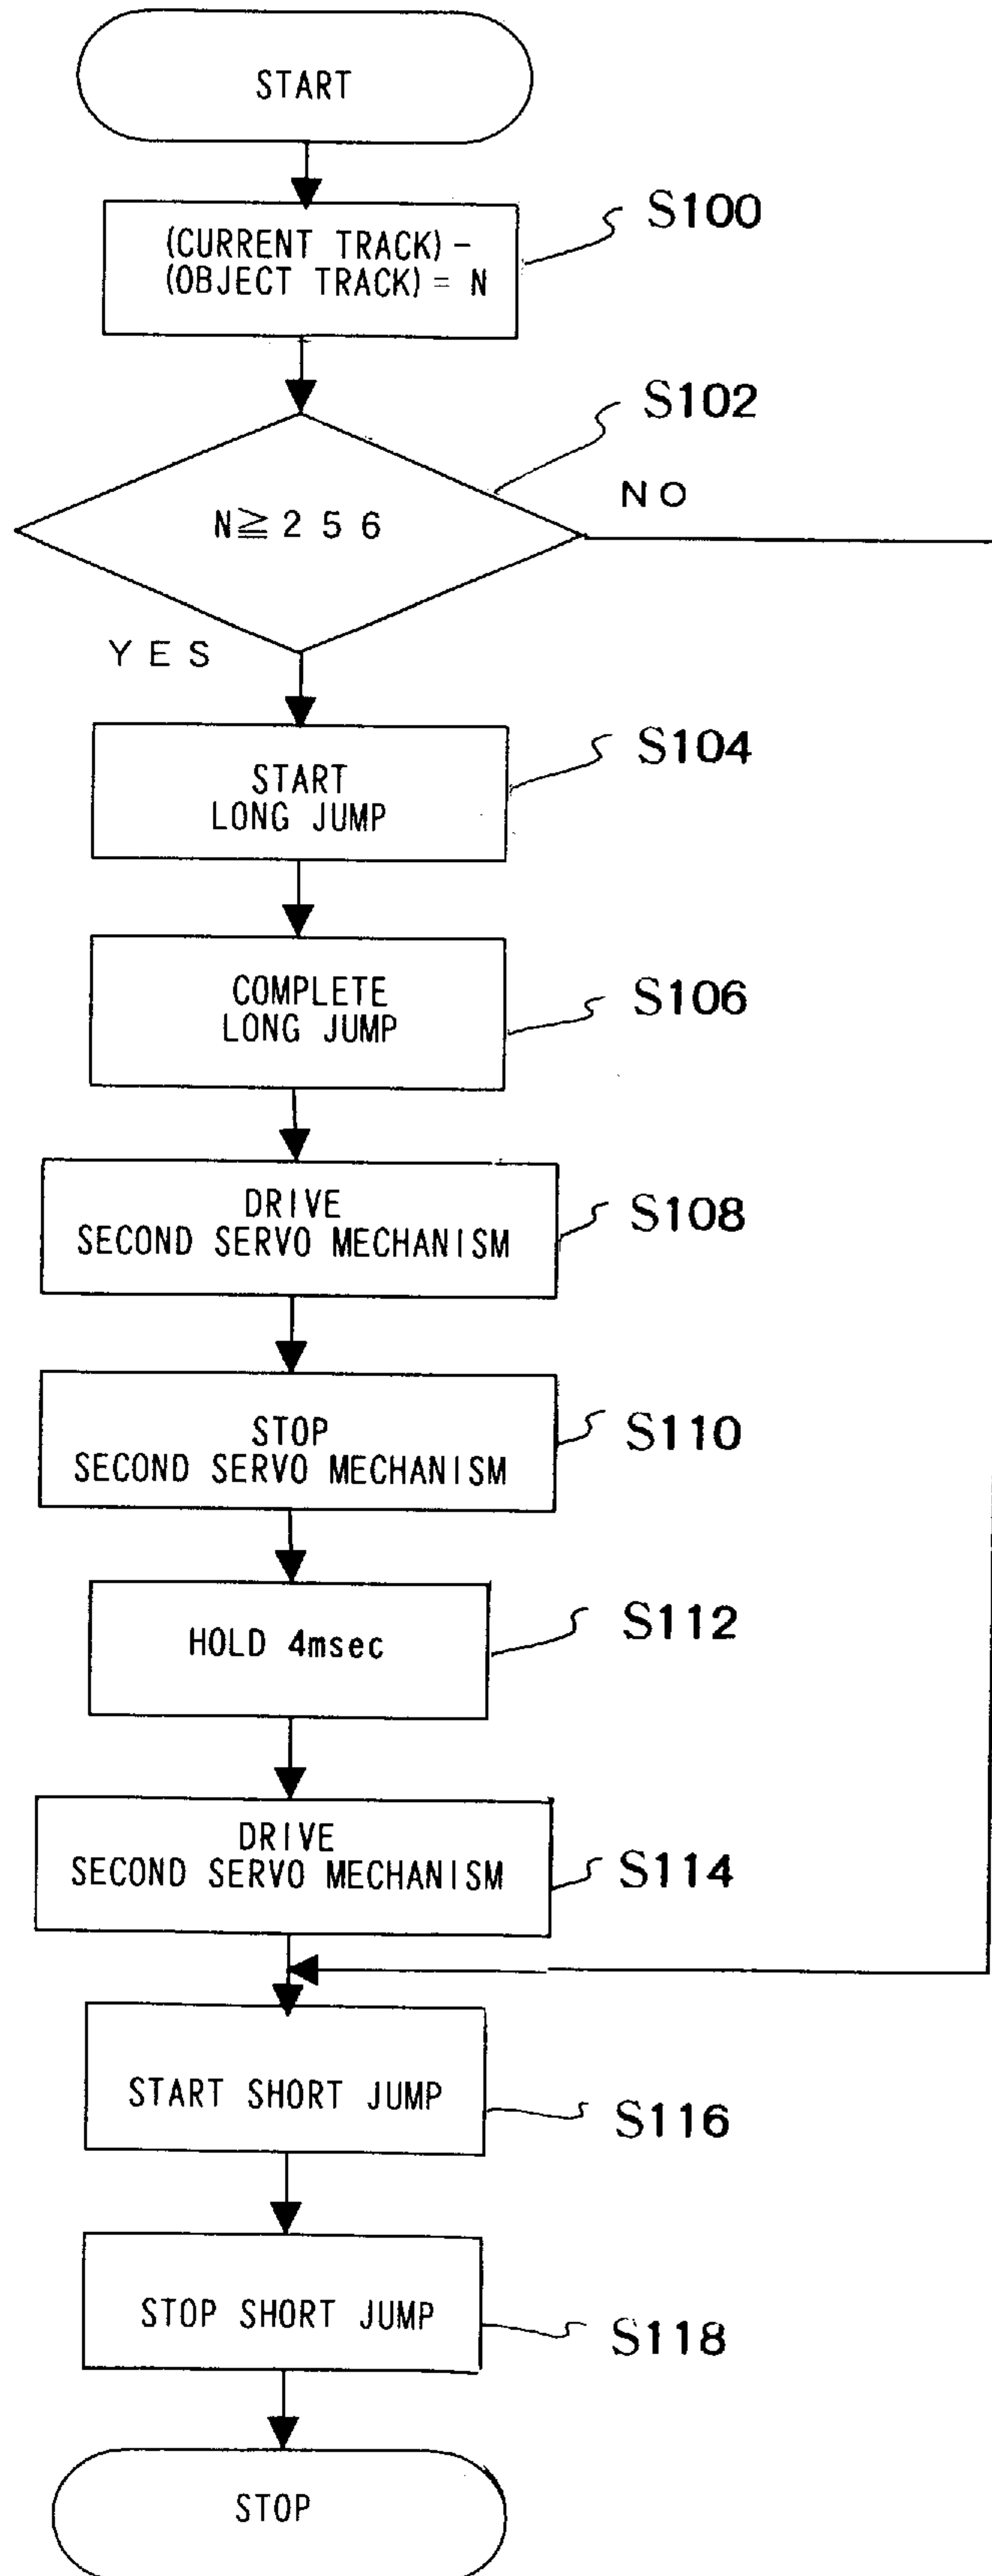 START
(CURRENT TRACK) -
(OBJECT TRACK) = N
S100
S102
N≧256
NO
YES
START
LONG JUMP
S104
COMPLETE
LONG JUMP
S106
DRIVE
SECOND SERVO MECHANISM
S108
STOP
SECOND SERVO MECHANISM
S110
HOLD 4msec
S112
DRIVE
SECOND SERVO MECHANISM
S114
START SHORT JUMP
S116
STOP SHORT JUMP
S118
STOP